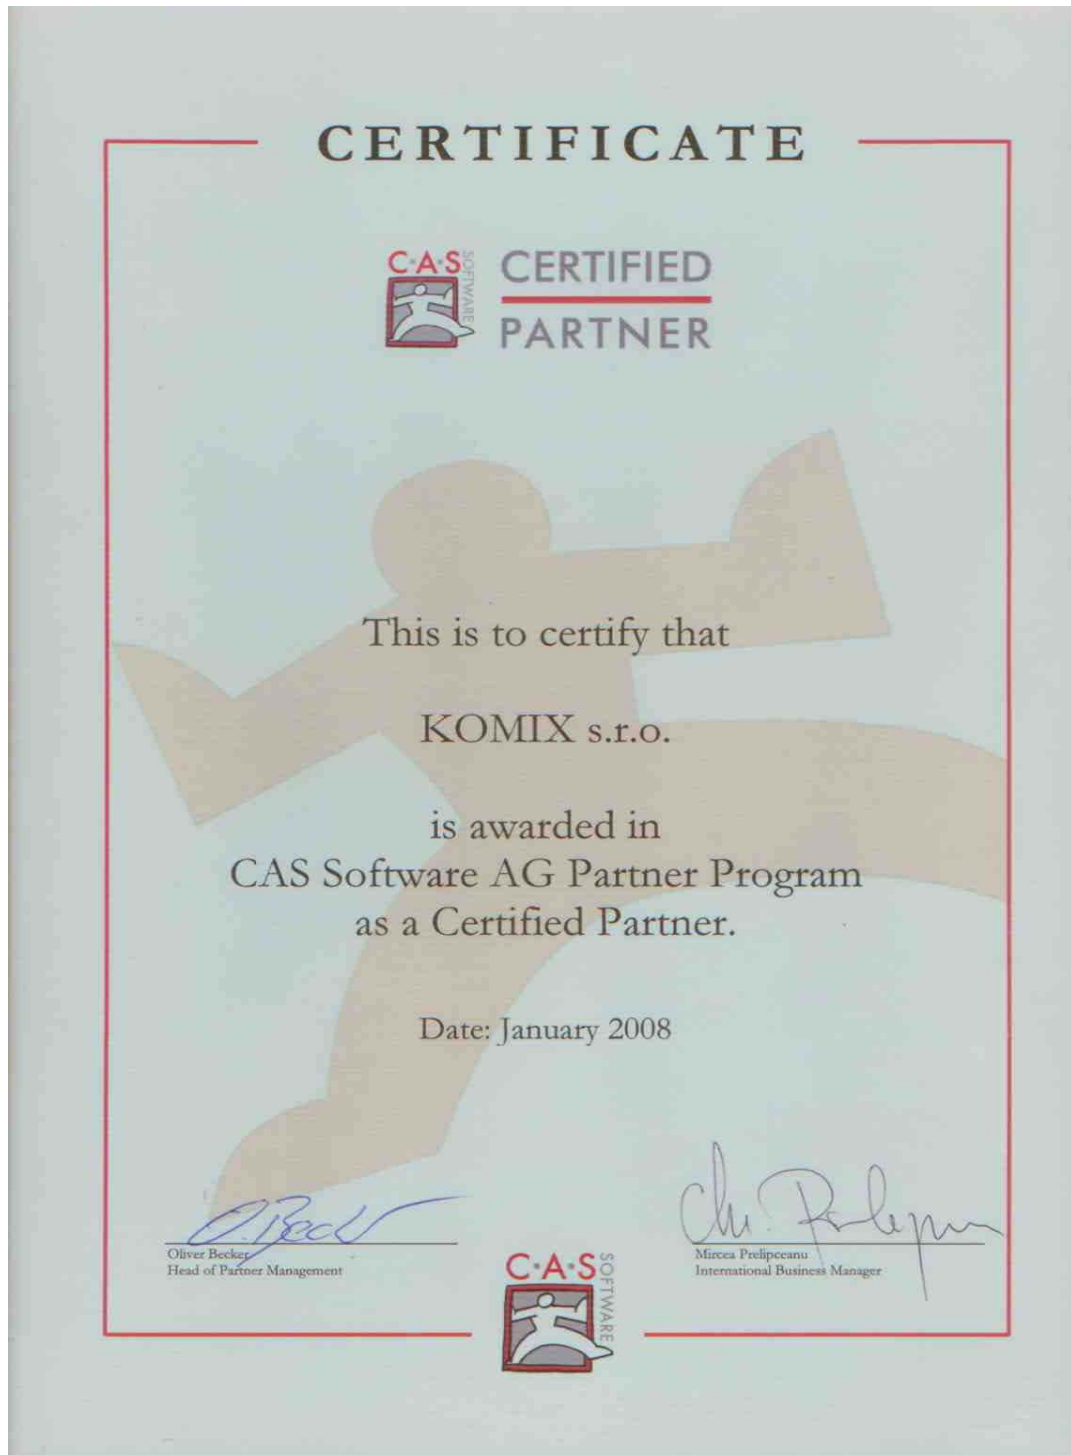 CERTIFICATE
C·A·S SOFTWARE
CERTIFIED
PARTNER
This is to certify that
KOMIX s.r.o.
is awarded in
CAS Software AG Partner Program
as a Certified Partner.
Date: January 2008
O. Becker
Oliver Becker
Head of Partner Management
Mircea Prelipceanu
International Business Manager
C·A·S SOFTWARE